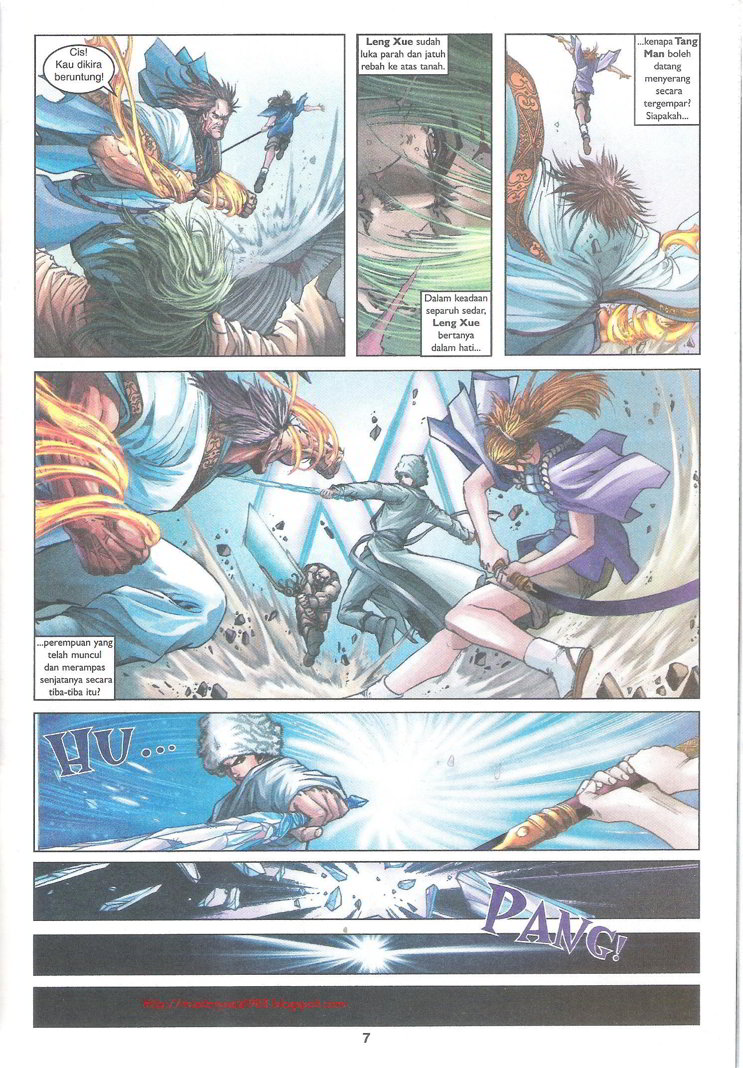 Cis!
Kau dikira
beruntung!
Leng Xue sudah
luka parah dan jatuh
rebah ke atas tanah.
Dalam keadaan
separuh sedar,
Leng Xue
bertanya
dalam hati...
...kenapa Tang
Man boleh
datang
menyerang
secara
tergempar?
Siapakah...
...perempuan yang
telah muncul
dan merampas
senjatanya secara
tiba-tiba itu?
HU...
PANG!
7